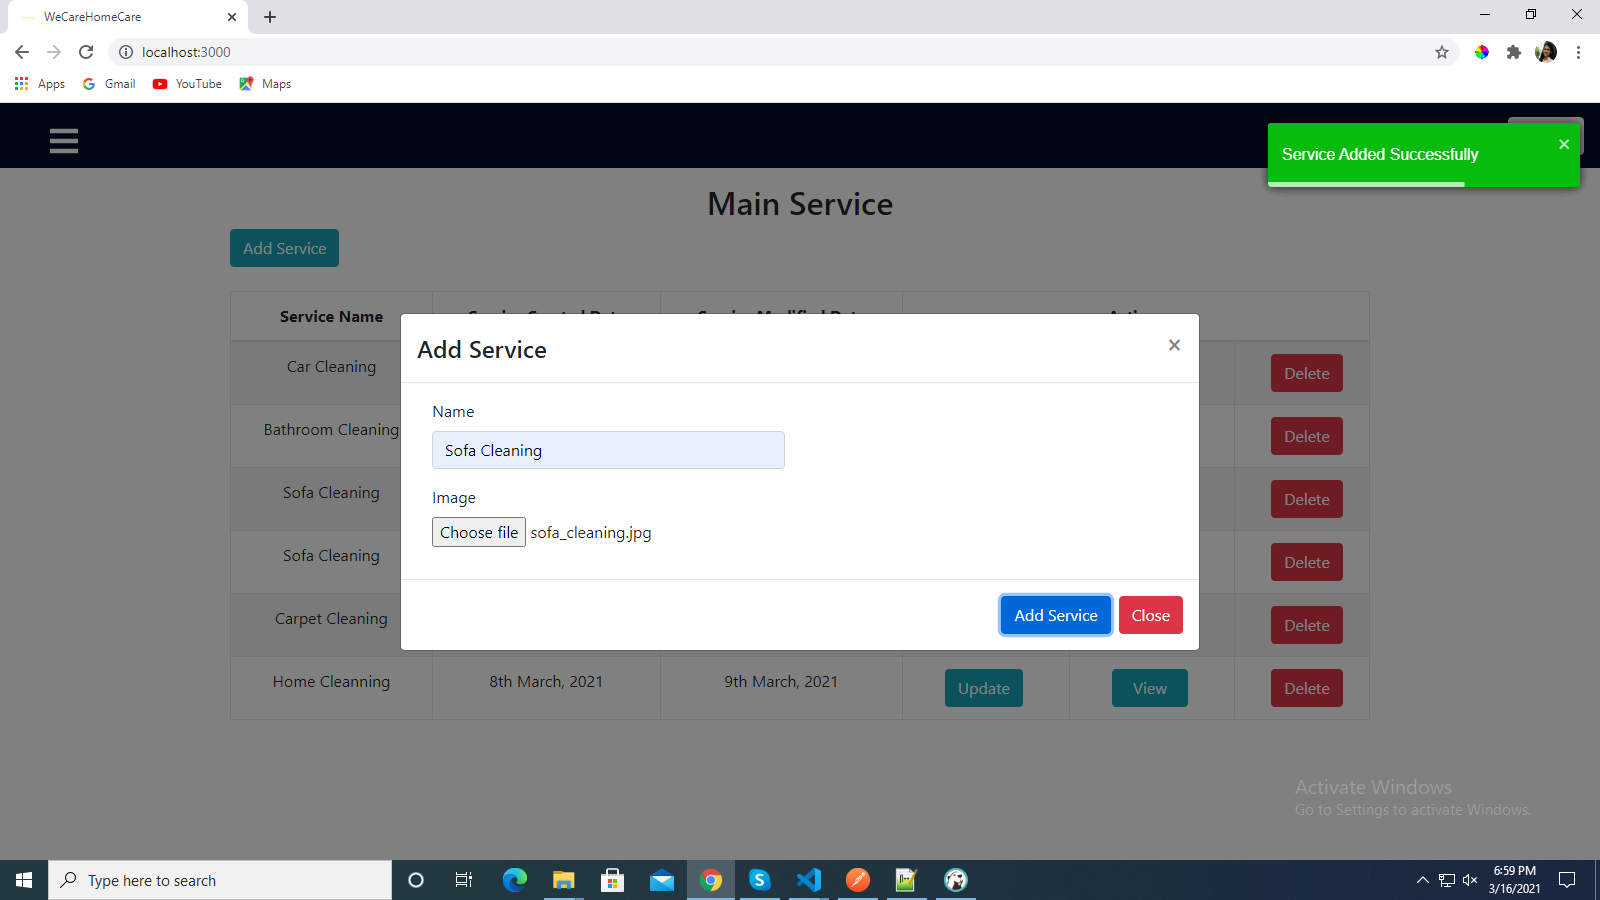 WeCareHomeCare
localhost:3000
Apps
Gmail
YouTube
Maps
Service Added Successfully
Main Service
Add Service
Service Name
Car Cleaning
Delete
Bathroom Cleaning
Delete
Sofa Cleaning
Delete
Sofa Cleaning
Delete
Carpet Cleaning
Delete
Home Cleanning
8th March, 2021
9th March, 2021
Update
View
Delete
Add Service
×
Name
Sofa Cleaning
Image
Choose file sofa_cleaning.jpg
Add Service
Close
Activate Windows
Go to Settings to activate Windows.
Type here to search
6:59 PM
3/16/2021